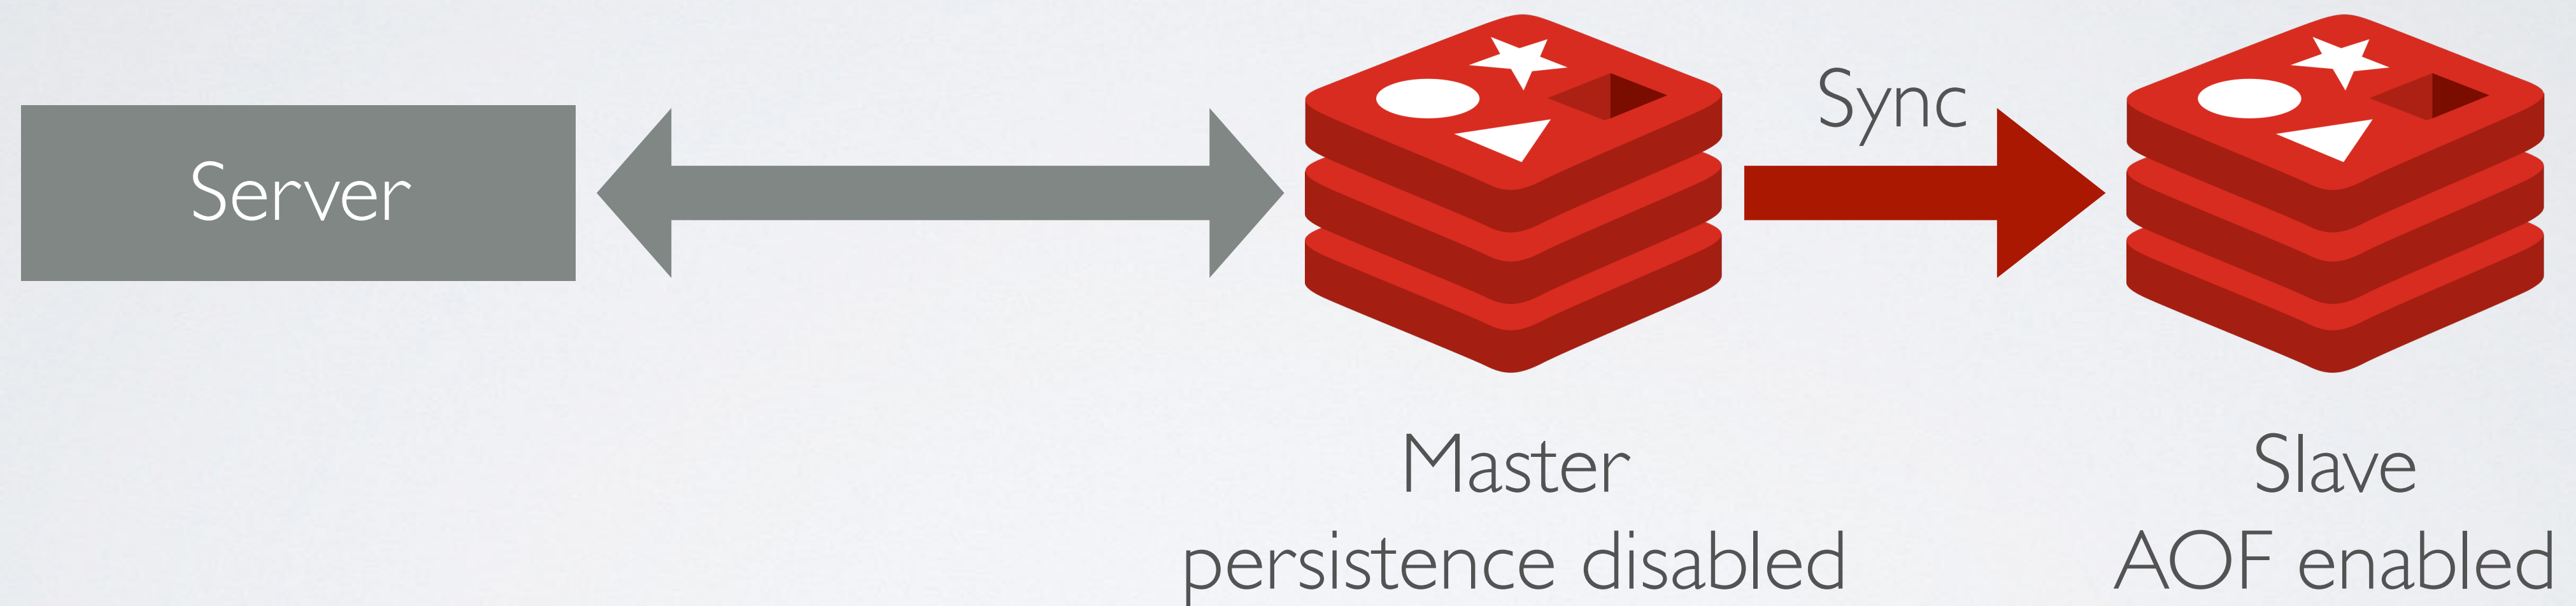 Server
Sync
Master
persistence disabled
Slave
AOF enabled